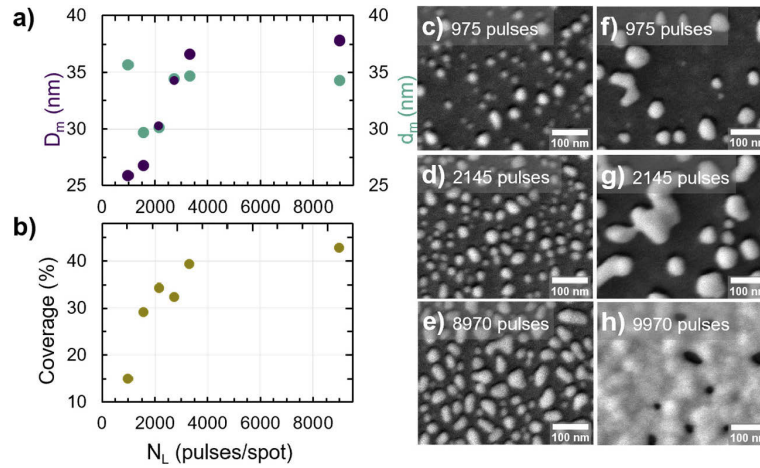 a)
40
35
30
25
D_m (nm)
40
35
30
25
d_m (nm)
0 2000 4000 6000 8000
b)
40
30
20
10
Coverage (%)
0 2000 4000 6000 8000
N_L (pulses/spot)
c) 975 pulses
100 nm
f) 975 pulses
100 nm
d) 2145 pulses
100 nm
g) 2145 pulses
100 nm
e) 8970 pulses
100 nm
h) 9970 pulses
100 nm